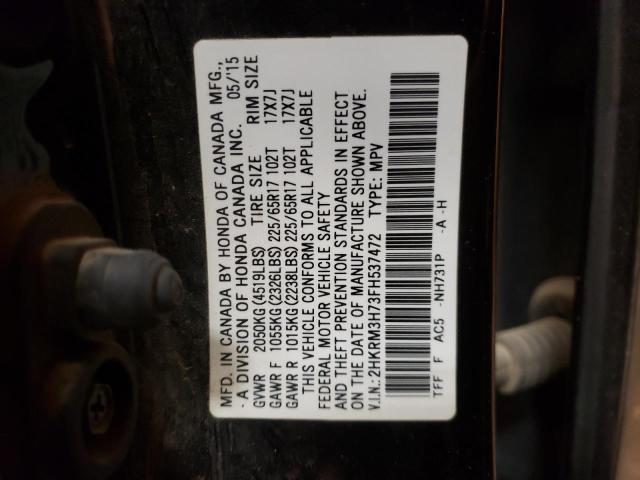 MFD. IN CANADA BY HONDA OF CANADA MFG.,
- A DIVISION OF HONDA CANADA INC. 05/'15
GVWR 2050KG (4519LBS) TIRE SIZE RIM SIZE
GAWR F 1055KG (2326LBS) 225/65R17 102T 17X7J
GAWR R 1015KG (2238LBS) 225/65R17 102T 17X7J
THIS VEHICLE CONFORMS TO ALL APPLICABLE
FEDERAL MOTOR VEHICLE SAFETY
AND THEFT PREVENTION STANDARDS IN EFFECT
ON THE DATE OF MANUFACTURE SHOWN ABOVE.
V.I.N.: 2HKRM3H73FH537472 TYPE: MPV
TFF F AC5 -NH731P -A -H